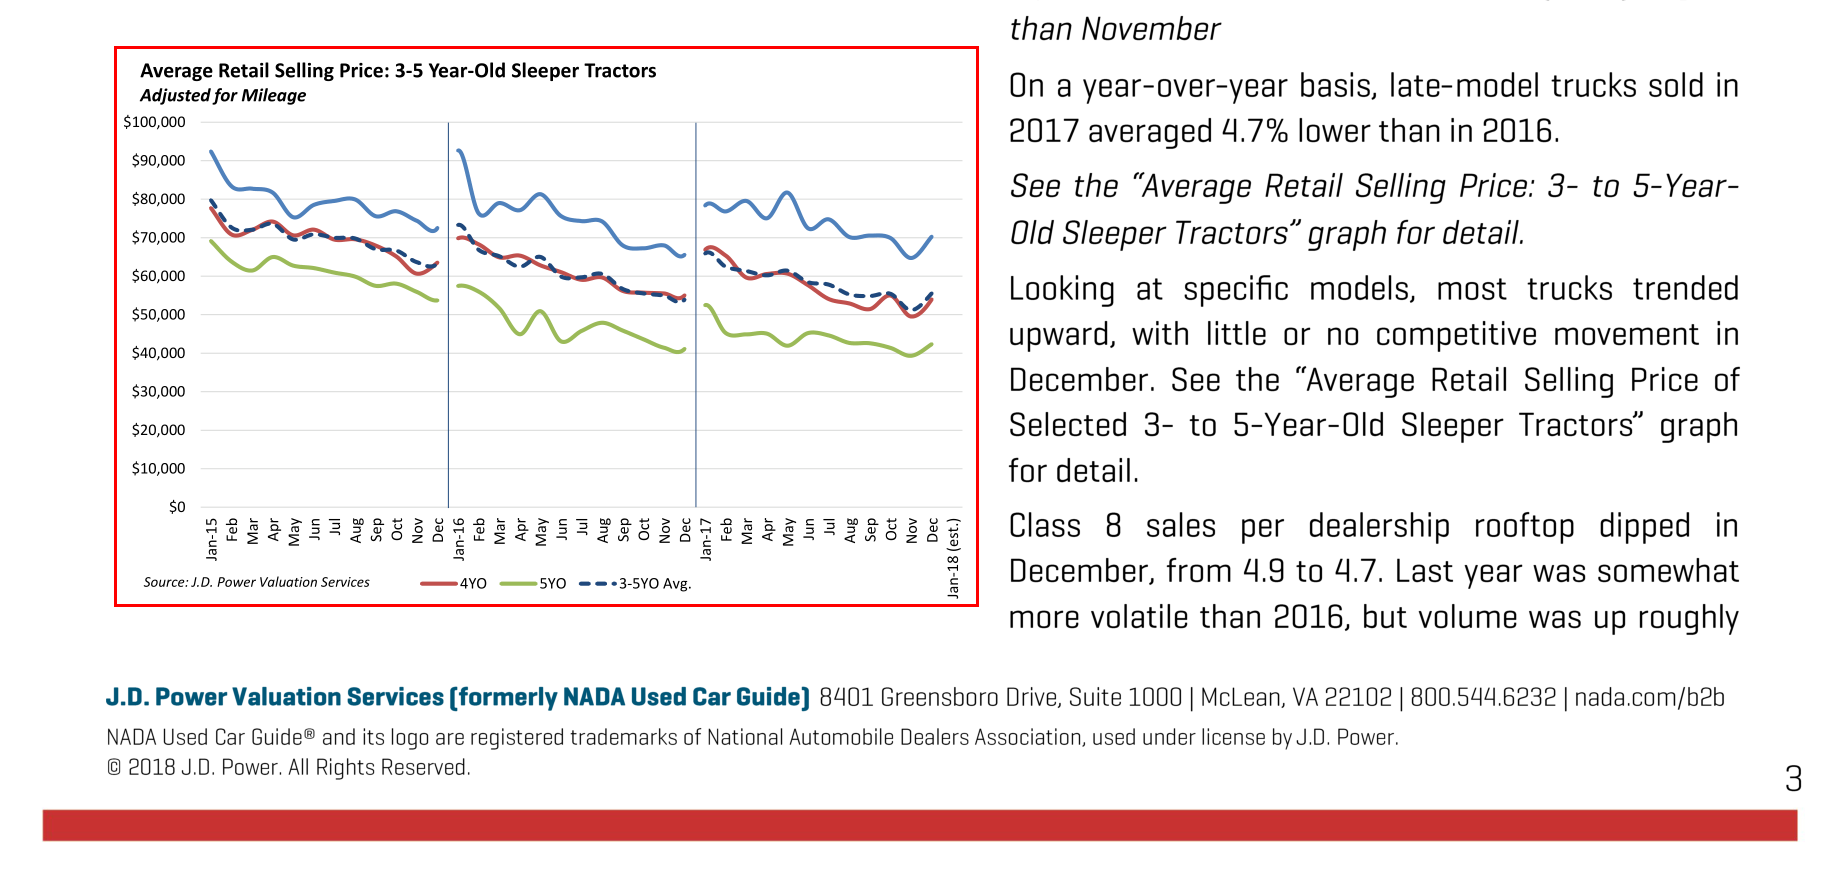 Average Retail Selling Price: 3-5 Year-Old Sleeper Tractors
Adjusted for Mileage
$100,000
$90,000
$80,000
$70,000
$60,000
$50,000
$40,000
$30,000
$20,000
$10,000
$0
Jan-15 Feb Mar Apr May Jun Jul Aug Sep Oct Nov Dec Jan-16 Feb Mar Apr May Jun Jul Aug Sep Oct Nov Dec Jan-17 Feb Mar Apr May Jun Jul Aug Sep Oct Nov Dec Jan-18 (est.)
Source: J.D. Power Valuation Services 4YO 5YO 3-5YO Avg.
than November
On a year-over-year basis, late-model trucks sold in
2017 averaged 4.7% lower than in 2016.
See the “Average Retail Selling Price: 3- to 5-Year-
Old Sleeper Tractors” graph for detail.
Looking at specific models, most trucks trended
upward, with little or no competitive movement in
December. See the “Average Retail Selling Price of
Selected 3- to 5-Year-Old Sleeper Tractors” graph
for detail.
Class 8 sales per dealership rooftop dipped in
December, from 4.9 to 4.7. Last year was somewhat
more volatile than 2016, but volume was up roughly
J.D. Power Valuation Services (formerly NADA Used Car Guide) 8401 Greensboro Drive, Suite 1000 | McLean, VA 22102 | 800.544.6232 | nada.com/b2b
NADA Used Car Guide® and its logo are registered trademarks of National Automobile Dealers Association, used under license by J.D. Power.
© 2018 J.D. Power. All Rights Reserved.
3